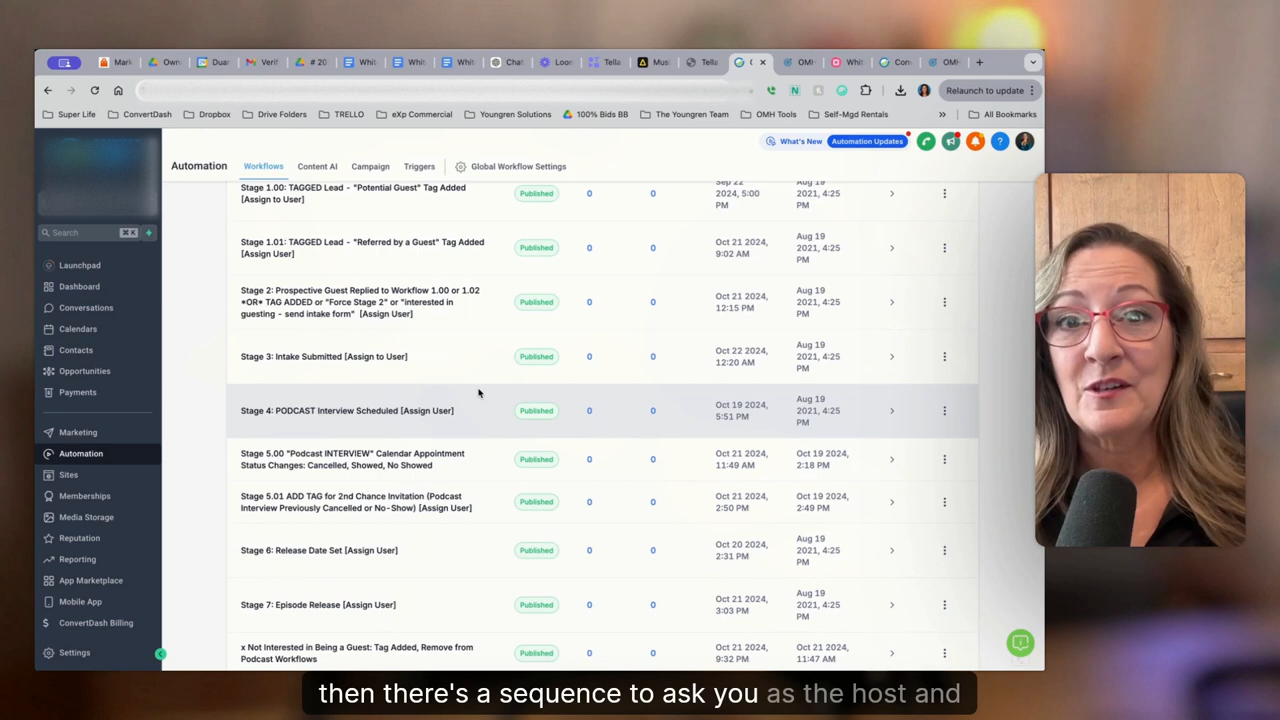 Mark
Own
Duar
Verif
# 20
Whit
Whit
Whit
Chat
Loon
Tella
Musi
Tella
OMH
Whit
Con
OMH
Relaunch to update
Super Life
ConvertDash
Dropbox
Drive Folders
TRELLO
eXp Commercial
Youngren Solutions
100% Bids BB
The Youngren Team
OMH Tools
Self-Mgd Rentals
»
All Bookmarks
What's New
Automation Updates
Automation
Workflows
Content AI
Campaign
Triggers
Global Workflow Settings
Search
⌘ K
Launchpad
Dashboard
Conversations
Calendars
Contacts
Opportunities
Payments
Marketing
Automation
Sites
Memberships
Media Storage
Reputation
Reporting
App Marketplace
Mobile App
ConvertDash Billing
Settings
Stage 1.00: TAGGED Lead - "Potential Guest" Tag Added
[Assign to User]
Published
0
0
Sep 22
2024, 5:00
PM
Aug 19
2021, 4:25
PM
Stage 1.01: TAGGED Lead - "Referred by a Guest" Tag Added
[Assign User]
Published
0
0
Oct 21 2024,
9:02 AM
Aug 19
2021, 4:25
PM
Stage 2: Prospective Guest Replied to Workflow 1.00 or 1.02
*OR* TAG ADDED or "Force Stage 2" or "interested in
guesting - send intake form" [Assign User]
Published
0
0
Oct 21 2024,
12:15 PM
Aug 19
2021, 4:25
PM
Stage 3: Intake Submitted [Assign to User]
Published
0
0
Oct 22 2024,
12:20 AM
Aug 19
2021, 4:25
PM
Stage 4: PODCAST Interview Scheduled [Assign User]
Published
0
0
Oct 19 2024,
5:51 PM
Aug 19
2021, 4:25
PM
Stage 5.00 "Podcast INTERVIEW" Calendar Appointment
Status Changes: Cancelled, Showed, No Showed
Published
0
0
Oct 21 2024,
11:49 AM
Oct 19 2024,
2:18 PM
Stage 5.01 ADD TAG for 2nd Chance Invitation (Podcast
Interview Previously Cancelled or No-Show) [Assign User]
Published
0
0
Oct 21 2024,
2:50 PM
Oct 19 2024,
2:49 PM
Stage 6: Release Date Set [Assign User]
Published
0
0
Oct 20 2024,
2:31 PM
Aug 19
2021, 4:25
PM
Stage 7: Episode Release [Assign User]
Published
0
0
Oct 21 2024,
3:03 PM
Aug 19
2021, 4:25
PM
x Not Interested in Being a Guest: Tag Added, Remove from
Podcast Workflows
Published
0
0
Oct 21 2024,
9:32 PM
Oct 21 2024,
11:47 AM
then there's a sequence to ask you as the host and